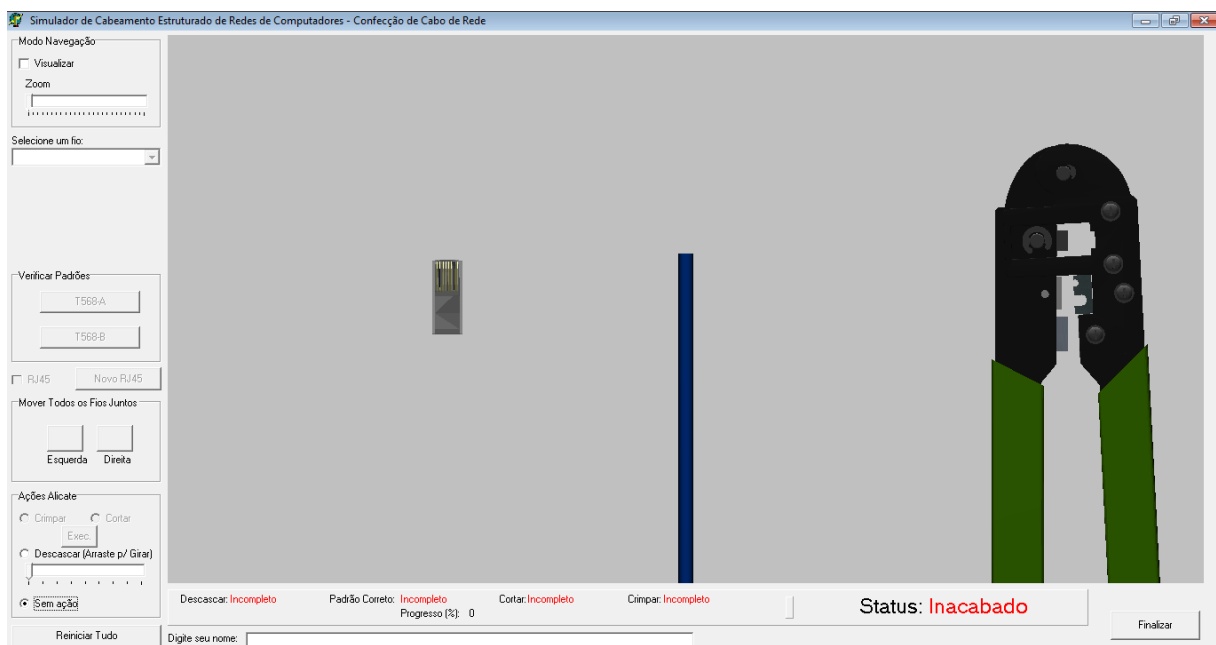 Simulador de Cabeamento Estruturado de Redes de Computadores - Confecção de Cabo de Rede
Modo Navegação
Visualizar
Zoom
Selecione um fio:
Verificar Padrões
T568-A
T568-B
RJ45 Novo RJ45
Mover Todos os Fios Juntos
Esquerda Direita
Ações Alicate
Crimpar Cortar
Exec.
Descascar (Arraste p/ Girar)
Sem ação
Reiniciar Tudo
Descascar: Incompleto Padrão Correto: Incompleto Cortar: Incompleto Crimpar: Incompleto
Progresso (%): 0
Status: Inacabado
Finalizar
Digite seu nome: